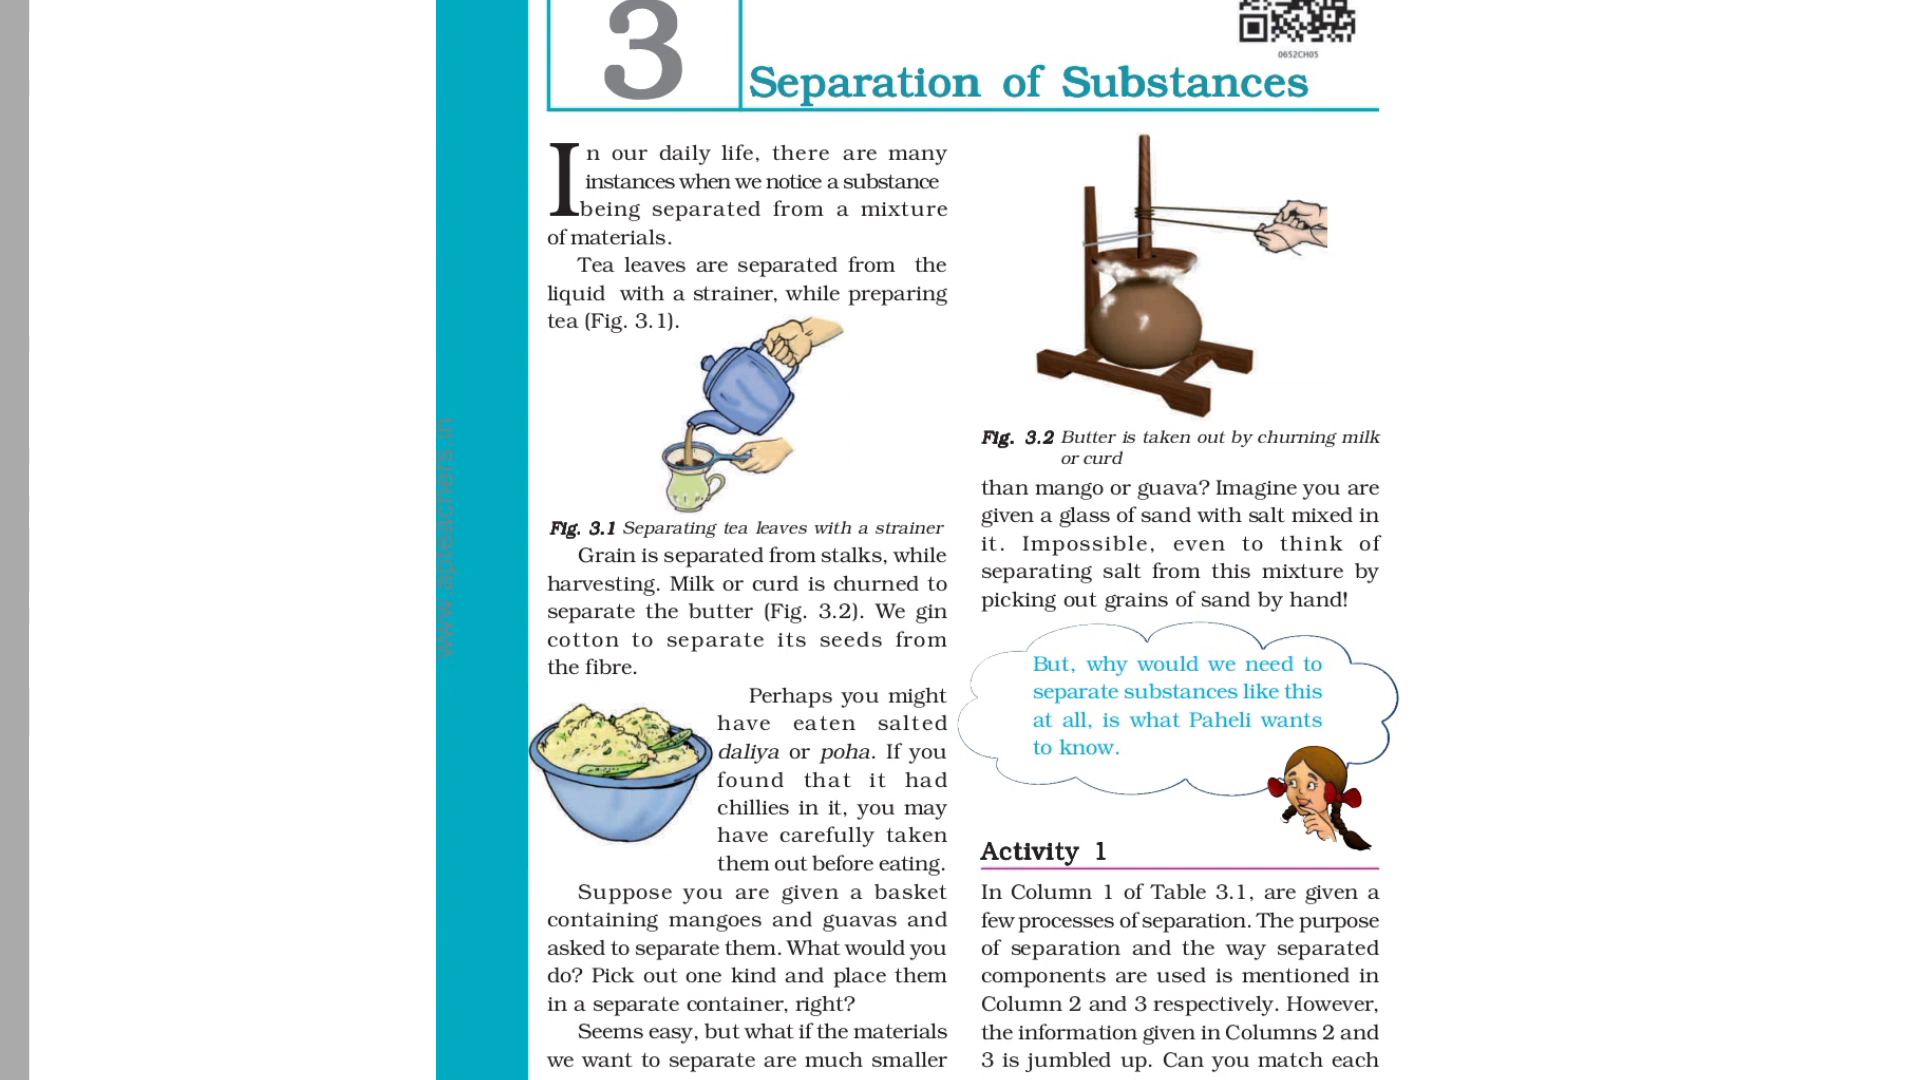 3
0652CH05
Separation of Substances
In our daily life, there are many
instances when we notice a substance
being separated from a mixture
of materials.
Tea leaves are separated from the
liquid with a strainer, while preparing
tea (Fig. 3.1).
Fig. 3.1 Separating tea leaves with a strainer
Grain is separated from stalks, while
harvesting. Milk or curd is churned to
separate the butter (Fig. 3.2). We gin
cotton to separate its seeds from
the fibre.
Perhaps you might
have eaten salted
daliya or poha. If you
found that it had
chillies in it, you may
have carefully taken
them out before eating.
Suppose you are given a basket
containing mangoes and guavas and
asked to separate them. What would you
do? Pick out one kind and place them
in a separate container, right?
Seems easy, but what if the materials
we want to separate are much smaller
Fig. 3.2 Butter is taken out by churning milk
or curd
than mango or guava? Imagine you are
given a glass of sand with salt mixed in
it. Impossible, even to think of
separating salt from this mixture by
picking out grains of sand by hand!
But, why would we need to
separate substances like this
at all, is what Paheli wants
to know.
Activity 1
In Column 1 of Table 3.1, are given a
few processes of separation. The purpose
of separation and the way separated
components are used is mentioned in
Column 2 and 3 respectively. However,
the information given in Columns 2 and
3 is jumbled up. Can you match each
www.apteachers.in